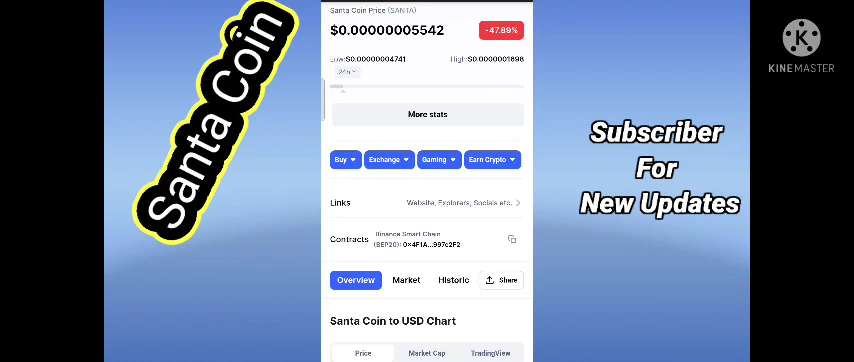 Santa Coin
Santa Coin Price (SANTA)
$0.00000005542
-47.89%
Low:$0.00000004741
High:$0.0000001698
24h
More stats
Buy
Exchange
Gaming
Earn Crypto
Links
Website, Explorers, Socials etc.
Contracts
Binance Smart Chain
(BEP20): 0x4F1A...997c2F2
Overview
Market
Historic
Share
Santa Coin to USD Chart
Price
Market Cap
TradingView
K
KINEMASTER
Subscriber
For
New Updates